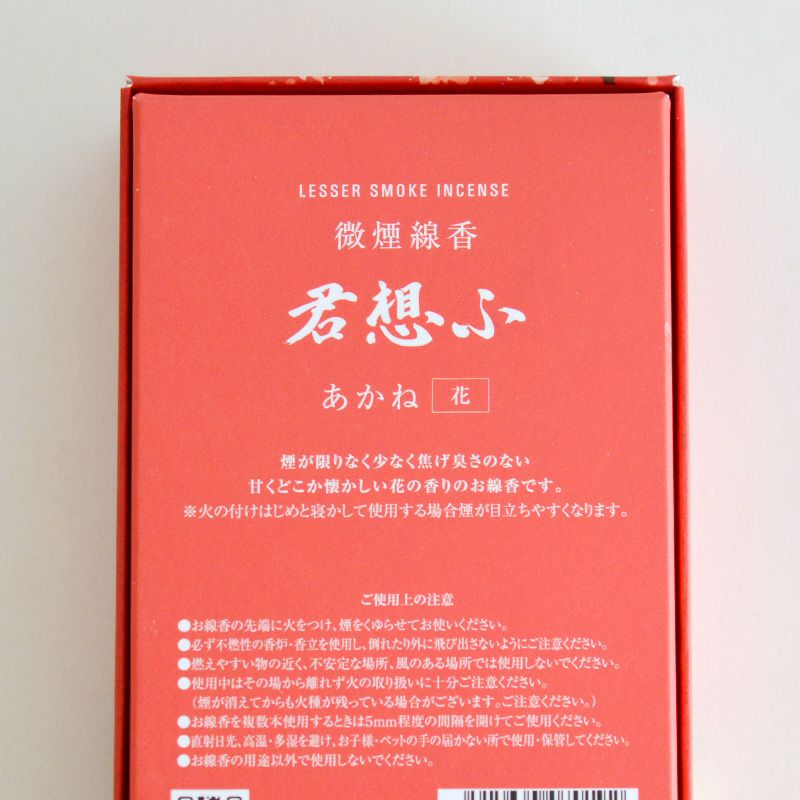 LESSER SMOKE INCENSE
微煙線香
君想ふ
あかね 花
煙が限りなく少なく焦げ臭さのない
甘くどこか懐かしい花の香りのお線香です。
※火の付けはじめと寝かして使用する場合煙が目立ちやすくなります。
ご使用上の注意
●お線香の先端に火をつけ、煙をくゆらせてお使いください。
●必ず不燃性の香炉・香立を使用し、倒れたり外に飛び出さないようにご注意ください。
●燃えやすい物の近く、不安定な場所、風のある場所では使用しないでください。
●使用中はその場から離れず火の取り扱いに十分ご注意ください。
（煙が消えてからも火種が残っている場合がございます。ご注意ください。）
●お線香を複数本使用するときは5mm程度の間隔を開けてご使用ください。
●直射日光、高温・多湿を避け、お子様・ペットの手の届かない所で使用・保管してください。
●お線香の用途以外で使用しないでください。